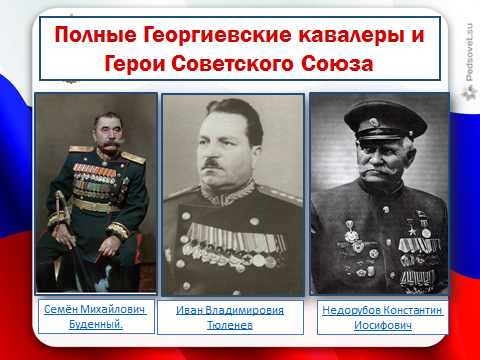 Полные Георгиевские кавалеры и
Герои Советского Союза
Pedsovet.su
Семён Михайлович
Буденный.
Иван Владимировия
Тюленев
Недорубов Константин
Иосифович